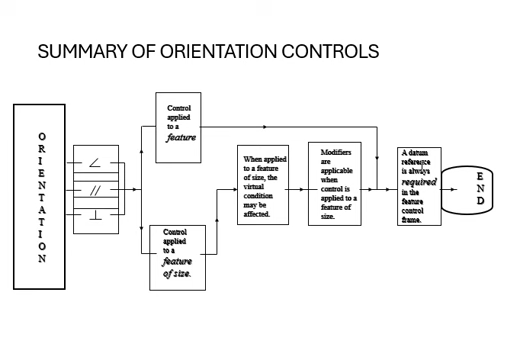 SUMMARY OF ORIENTATION CONTROLS
ORIENTATION
∠
//
⊥
Control
applied
to a
feature
Control
applied
to a
feature
of size.
When applied
to a feature
of size, the
virtual
condition
may be
affected.
Modifiers
are
applicable
when
control is
applied to a
feature of
size.
A datum
reference
is always
required
in the
feature
control
frame.
END